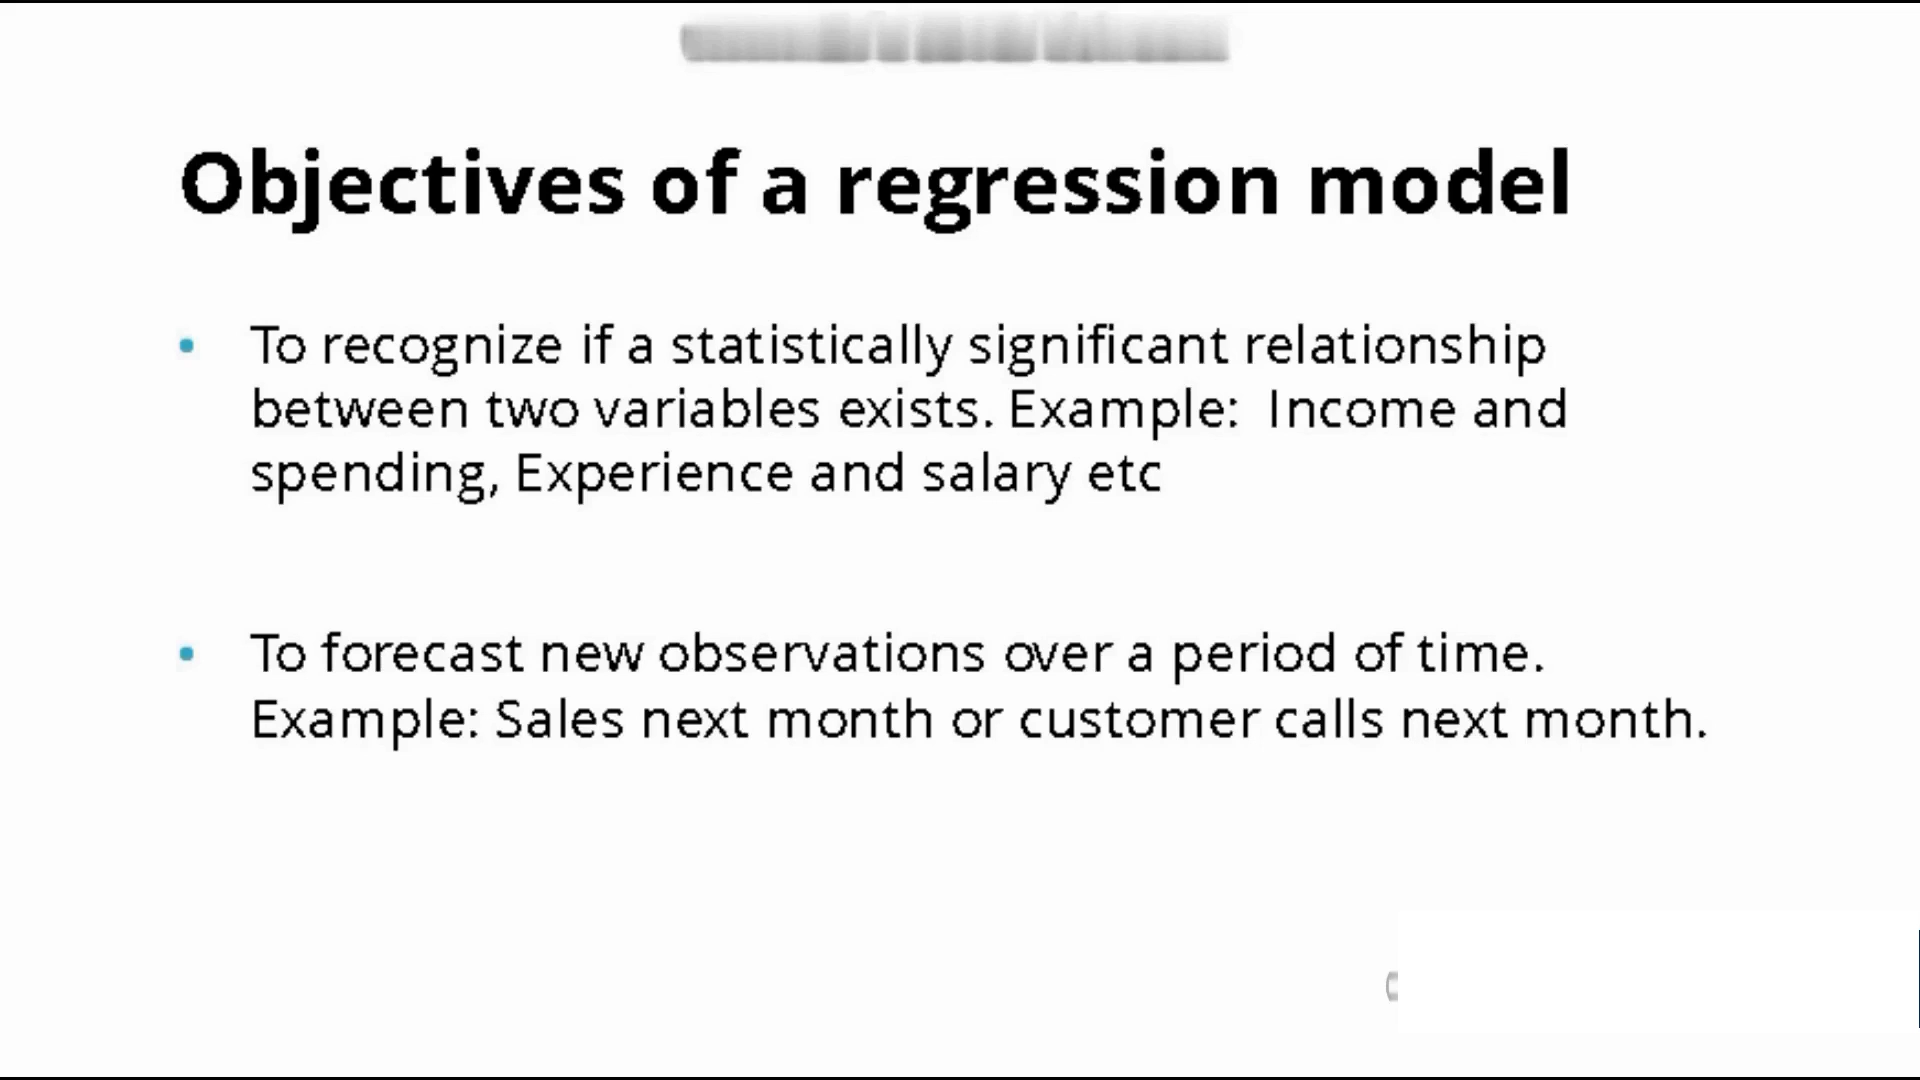 Objectives of a regression model
• To recognize if a statistically significant relationship
between two variables exists. Example: Income and
spending, Experience and salary etc
• To forecast new observations over a period of time.
Example: Sales next month or customer calls next month.